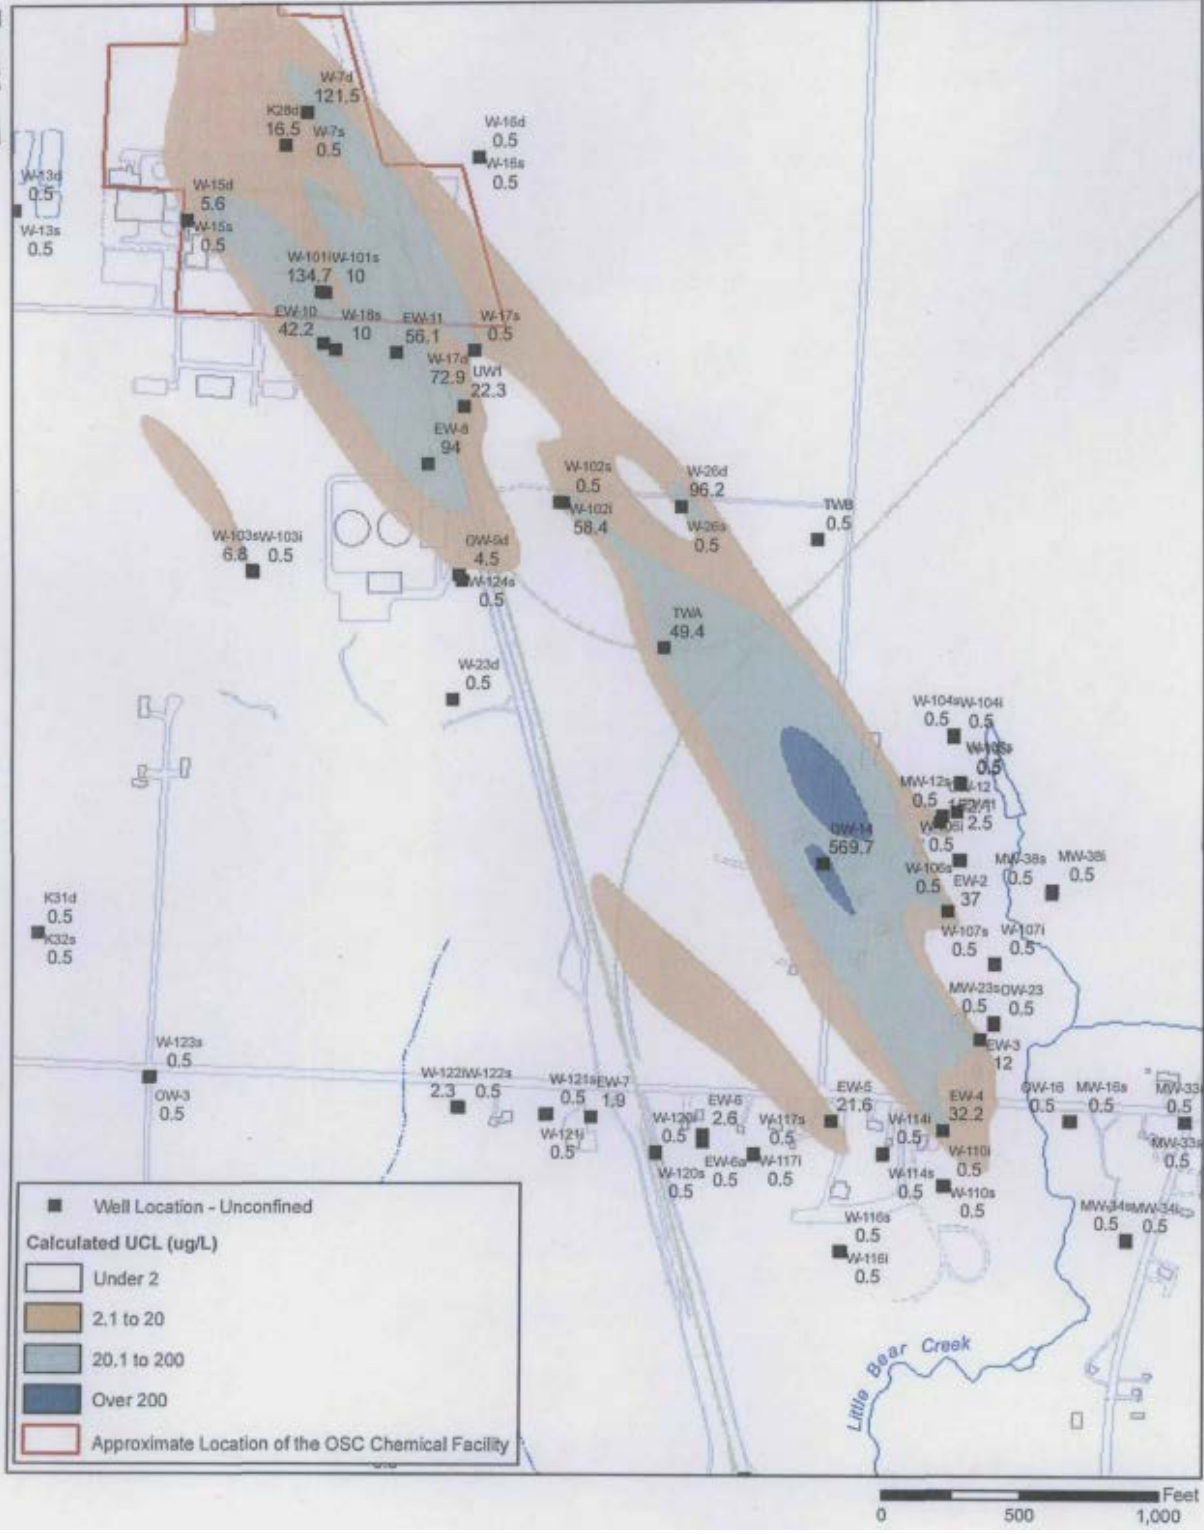 W-7d
121.5
K28d
16.5
W-7s
0.5
W-16d
0.5
W-16s
0.5
W-13d
0.5
W-13s
0.5
W-15d
5.6
W-15s
0.5
W-101i W-101s
134.7 10
EW-10
42.2
W-18s
10
EW-11
56.1
W-17s
0.5
W-17d
72.9
UWI
22.3
EW-8
94
W-102s
0.5
W-102i
58.4
W-26d
96.2
W-26s
0.5
TWB
0.5
W-103s W-103i
6.8 0.5
OW-9d
4.5
W-124s
0.5
TWA
49.4
W-23d
0.5
W-104s W-104i
0.5 0.5
0.5
MW-12s
0.5
2.5
0.5
OW-14
569.7
W-106s
0.5
EW-2
37
MW-38s MW-38i
0.5 0.5
K31d
0.5
K32s
0.5
W-107s W-107i
0.5 0.5
MW-23s OW-23
0.5 0.5
EW-3
12
W-123s
0.5
OW-3
0.5
W-122i W-122s
2.3 0.5
W-121s
0.5
EW-7
1.9
W-121i
0.5
W-120i
0.5
W-120s
0.5
EW-6
2.6
EW-6a
0.5
W-117s
0.5
W-117i
0.5
EW-5
21.6
W-114i
0.5
W-114s
0.5
EW-4
32.2
W-110i
0.5
W-110s
0.5
OW-16 MW-16s
0.5 0.5
MW-33i
0.5
MW-33s
0.5
MW-34s MW-34i
0.5 0.5
W-116s
0.5
W-116i
0.5
Little Bear Creek
Well Location - Unconfined
Calculated UCL (ug/L)
Under 2
2.1 to 20
20.1 to 200
Over 200
Approximate Location of the OSC Chemical Facility
Feet
0 500 1,000